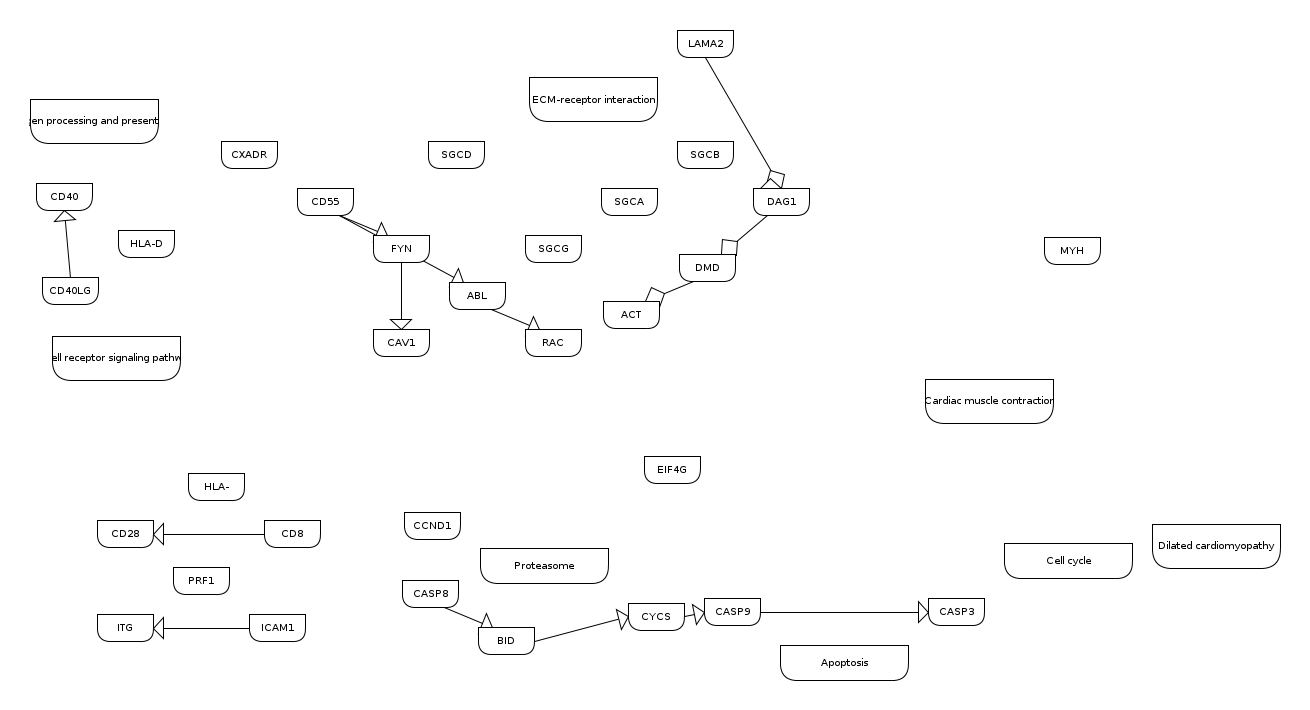 LAMA2
ECM-receptor interaction
en processing and present
CXADR
SGCD
SGCB
CD40
CD55
SGCA
DAG1
HLA-D
FYN
SGCG
MYH
DMD
CD40LG
ABL
ACT
CAV1
RAC
ell receptor signaling pathw
Cardiac muscle contraction
EIF4G
HLA-
CCND1
CD28
CD8
Dilated cardiomyopathy
Proteasome
Cell cycle
PRF1
CASP8
CYCS
CASP9
CASP3
ITG
ICAM1
BID
Apoptosis